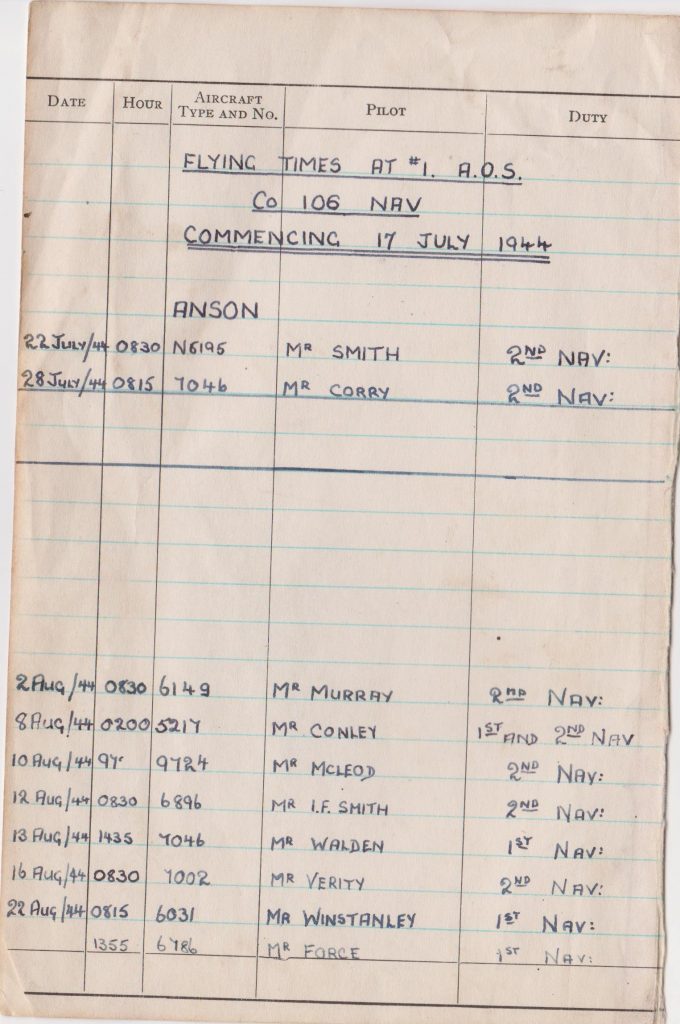 DATE HOUR AIRCRAFT TYPE AND NO. PILOT DUTY
FLYING TIMES AT #1. A.O.S.
Co 106 NAV
COMMENCING 17 JULY 1944
ANSON
22 JULY/44 0830 N6195 MR SMITH 2ND NAV:
28 JULY/44 0815 7046 MR CORRY 2ND NAV:
2 AUG/44 0830 6149 MR MURRAY 2ND NAV:
8 AUG/44 0200 5217 MR CONLEY 1ST AND 2ND NAV
10 AUG/44 9724 MR MCLEOD 2ND NAV:
12 AUG/44 0830 6896 MR I.F. SMITH 2ND NAV:
13 AUG/44 1435 7046 MR WALDEN 1ST NAV:
16 AUG/44 0830 7002 MR VERITY 2ND NAV:
22 AUG/44 0815 6031 MR WINSTANLEY 1ST NAV:
1355 6786 MR FORCE 1ST NAV: